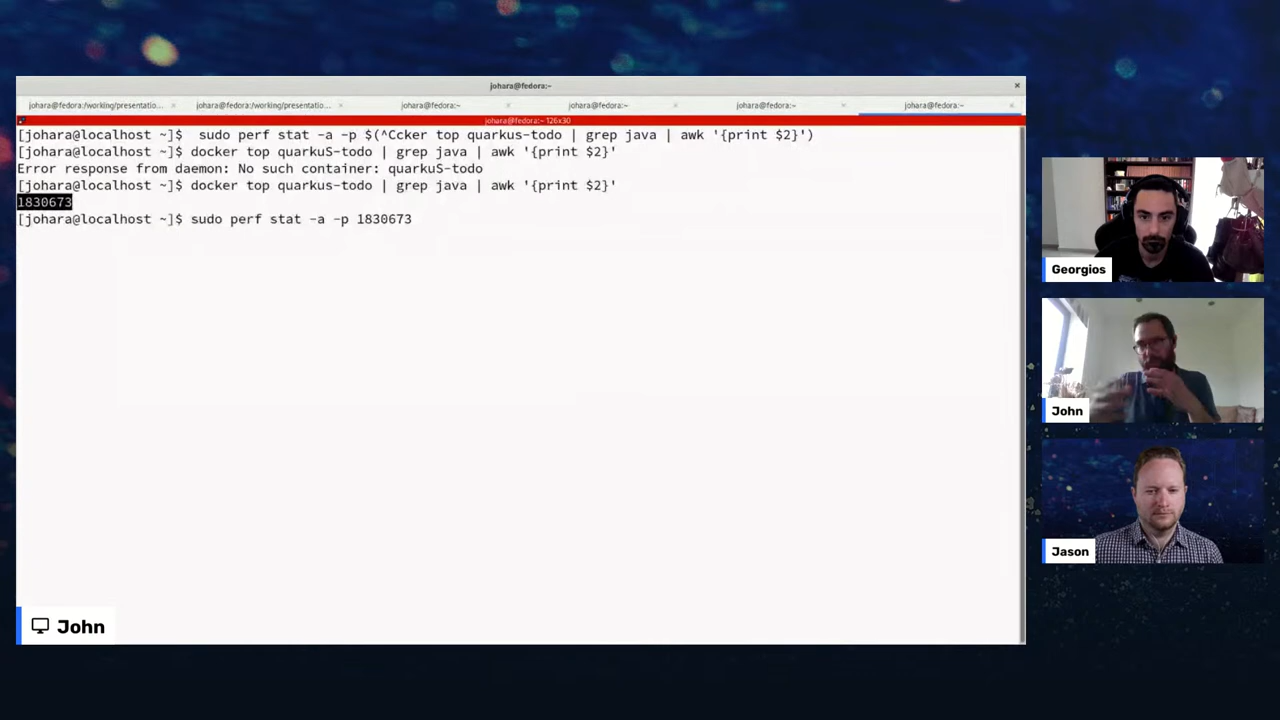 johara@fedora:~
johara@fedora:/working/presentatio... johara@fedora:/working/presentatio... johara@fedora:~ johara@fedora:~ johara@fedora:~ johara@fedora:~
johara@fedora:~ 126x30
[johara@localhost ~]$  sudo perf stat -a -p $(^Ccker top quarkus-todo | grep java | awk '{print $2}')
[johara@localhost ~]$ docker top quarkuS-todo | grep java | awk '{print $2}'
Error response from daemon: No such container: quarkuS-todo
[johara@localhost ~]$ docker top quarkus-todo | grep java | awk '{print $2}'
1830673
[johara@localhost ~]$ sudo perf stat -a -p 1830673
Georgios
John
Jason
John